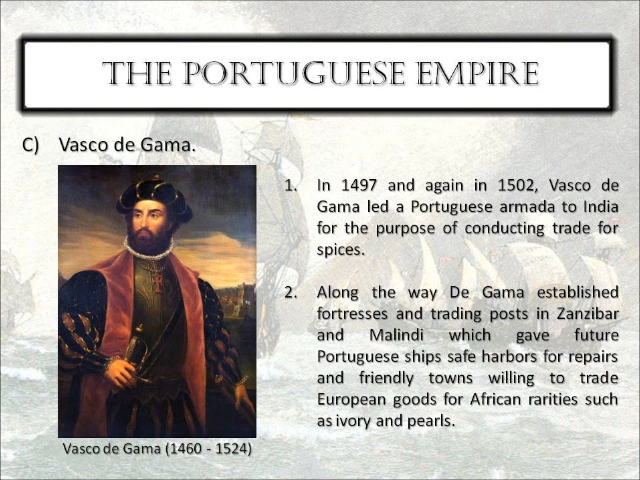 THE PORTUGUESE EMPIRE
C) Vasco de Gama.
1. In 1497 and again in 1502, Vasco de
Gama led a Portuguese armada to India
for the purpose of conducting trade for
spices.
2. Along the way De Gama established
fortresses and trading posts in Zanzibar
and Malindi which gave future
Portuguese ships safe harbors for repairs
and friendly towns willing to trade
European goods for African rarities such
as ivory and pearls.
Vasco de Gama (1460 - 1524)